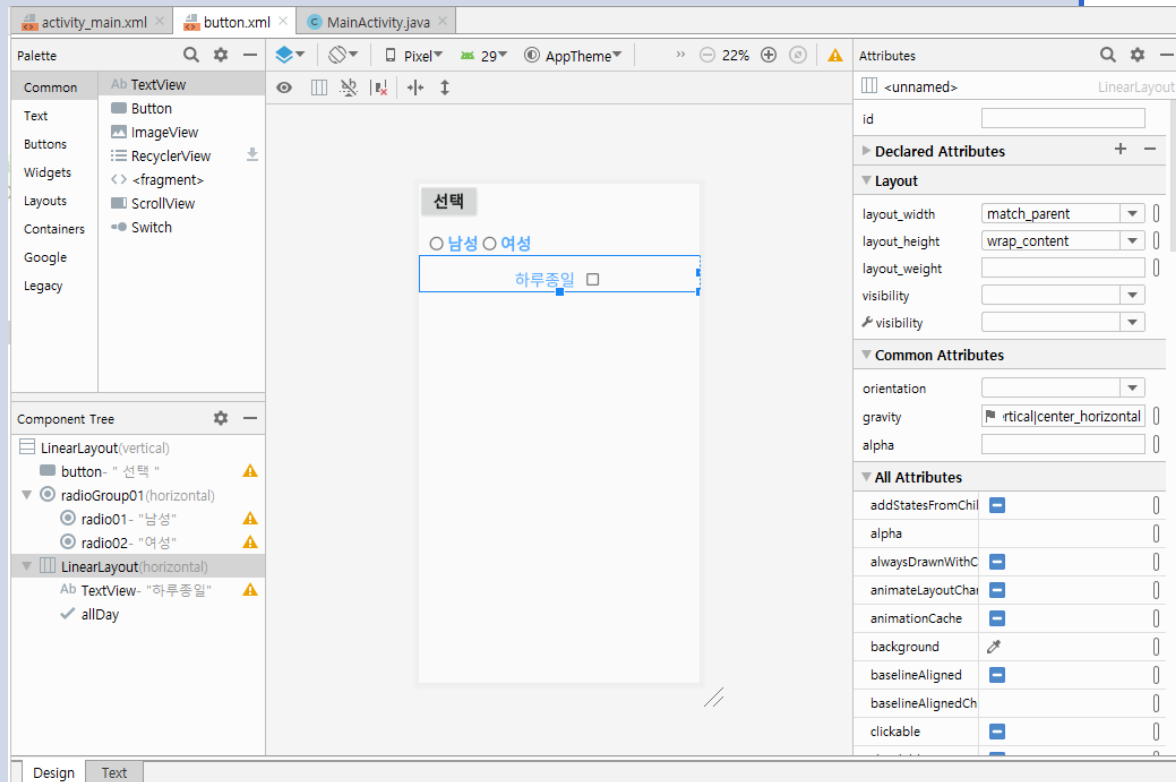 activity_main.xml
button.xml
MainActivity.java
Palette
Common
Text
Buttons
Widgets
Layouts
Containers
Google
Legacy
Ab TextView
Button
ImageView
RecyclerView
<fragment>
ScrollView
Switch
Pixel
29
AppTheme
22%
선택
남성 여성
하루종일
Component Tree
LinearLayout(vertical)
button- " 선택 "
radioGroup01(horizontal)
radio01- "남성"
radio02- "여성"
LinearLayout(horizontal)
Ab TextView- "하루종일"
allDay
Attributes
<unnamed> LinearLayout
id
Declared Attributes
Layout
layout_width match_parent
layout_height wrap_content
layout_weight
visibility
visibility
Common Attributes
orientation
gravity rtical|center_horizontal
alpha
All Attributes
addStatesFromChil
alpha
alwaysDrawnWithC
animateLayoutChar
animationCache
background
baselineAligned
baselineAlignedCh
clickable
Design Text